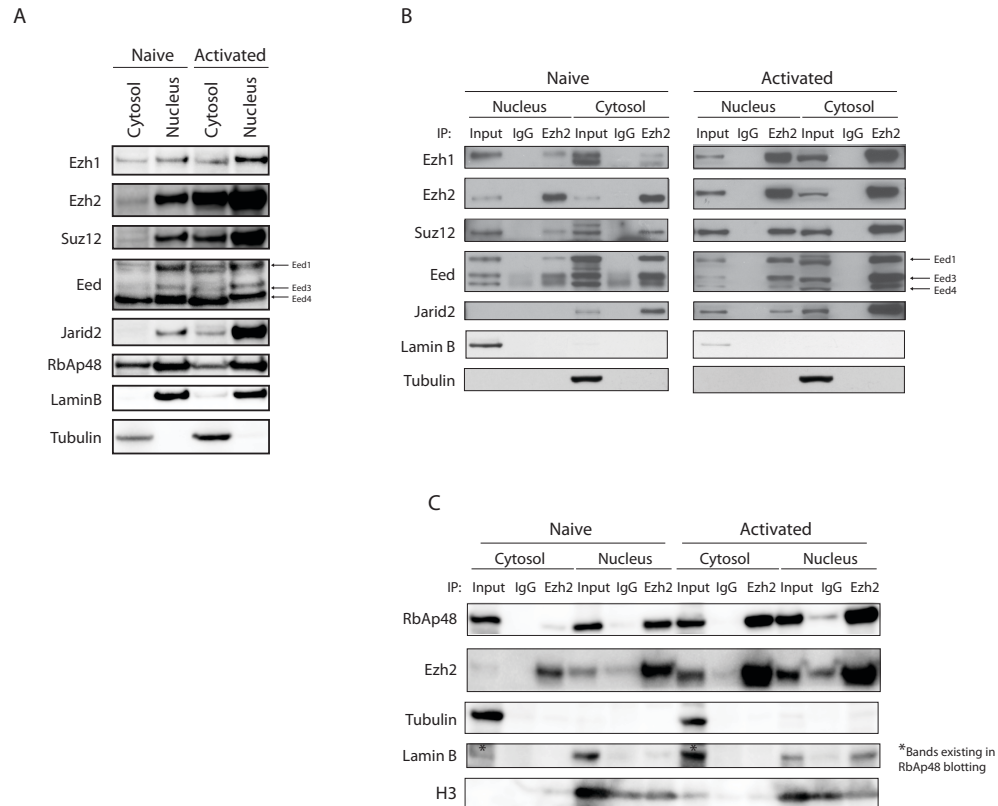 A
Naive Activated
Cytosol Nucleus Cytosol Nucleus
Ezh1
Ezh2
Suz12
Eed
Eed1
Eed3
Eed4
Jarid2
RbAp48
LaminB
Tubulin
B
Naive Activated
Nucleus Cytosol Nucleus Cytosol
IP: Input IgG Ezh2 Input IgG Ezh2 Input IgG Ezh2 Input IgG Ezh2
Ezh1
Ezh2
Suz12
Eed
Eed1
Eed3
Eed4
Jarid2
Lamin B
Tubulin
C
Naive Activated
Cytosol Nucleus Cytosol Nucleus
IP: Input IgG Ezh2 Input IgG Ezh2 Input IgG Ezh2 Input IgG Ezh2
RbAp48
Ezh2
Tubulin
Lamin B * *
*Bands existing in
RbAp48 blotting
H3